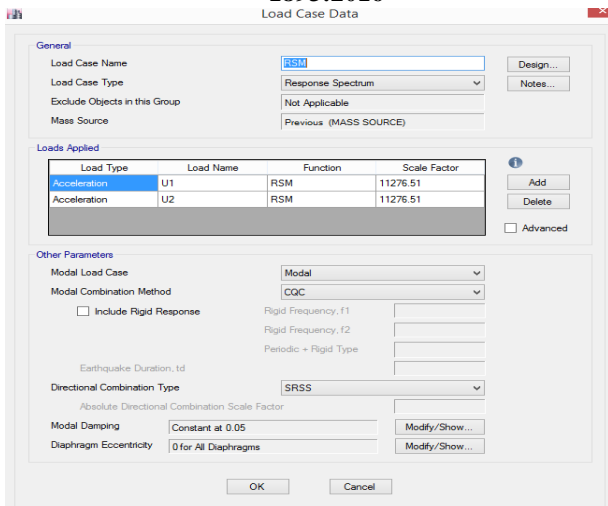 Load Case Data
General
Load Case Name RSM Design...
Load Case Type Response Spectrum Notes...
Exclude Objects in this Group Not Applicable
Mass Source Previous (MASS SOURCE)
Loads Applied
Load Type Load Name Function Scale Factor
Acceleration U1 RSM 11276.51 Add
Acceleration U2 RSM 11276.51 Delete
Advanced
Other Parameters
Modal Load Case Modal
Modal Combination Method CQC
Include Rigid Response Rigid Frequency, f1
Rigid Frequency, f2
Periodic + Rigid Type
Earthquake Duration, td
Directional Combination Type SRSS
Absolute Directional Combination Scale Factor
Modal Damping Constant at 0.05 Modify/Show...
Diaphragm Eccentricity 0 for All Diaphragms Modify/Show...
OK Cancel